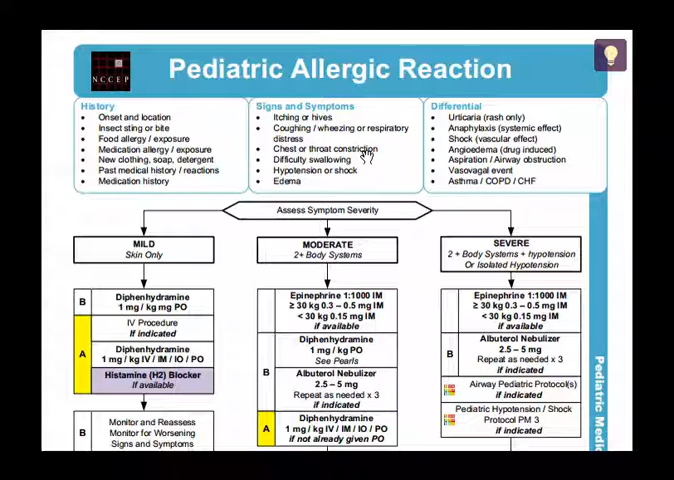 NCCEP
Pediatric Allergic Reaction
History
• Onset and location
• Insect sting or bite
• Food allergy / exposure
• Medication allergy / exposure
• New clothing, soap, detergent
• Past medical history / reactions
• Medication history
Signs and Symptoms
• Itching or hives
• Coughing / wheezing or respiratory
distress
• Chest or throat constriction
• Difficulty swallowing
• Hypotension or shock
• Edema
Differential
• Urticaria (rash only)
• Anaphylaxis (systemic effect)
• Shock (vascular effect)
• Angioedema (drug induced)
• Aspiration / Airway obstruction
• Vasovagal event
• Asthma / COPD / CHF
Assess Symptom Severity
MILD
Skin Only
MODERATE
2+ Body Systems
SEVERE
2 + Body Systems + hypotension
Or Isolated Hypotension
B
Diphenhydramine
1 mg / kg mg PO
A
IV Procedure
If indicated
Diphenhydramine
1 mg / kg IV / IM / IO / PO
Histamine (H2) Blocker
If available
B
Monitor and Reassess
Monitor for Worsening
Signs and Symptoms
B
Epinephrine 1:1000 IM
≥ 30 kg 0.3 – 0.5 mg IM
< 30 kg 0.15 mg IM
if available
Diphenhydramine
1 mg / kg PO
See Pearls
Albuterol Nebulizer
2.5 – 5 mg
Repeat as needed x 3
if indicated
A
Diphenhydramine
1 mg / kg IV / IM / IO / PO
if not already given PO
B
Epinephrine 1:1000 IM
≥ 30 kg 0.3 – 0.5 mg IM
< 30 kg 0.15 mg IM
if available
Albuterol Nebulizer
2.5 – 5 mg
Repeat as needed x 3
if indicated
Airway Pediatric Protocol(s)
if indicated
Pediatric Hypotension / Shock
Protocol PM 3
if indicated
Pediatric Medic